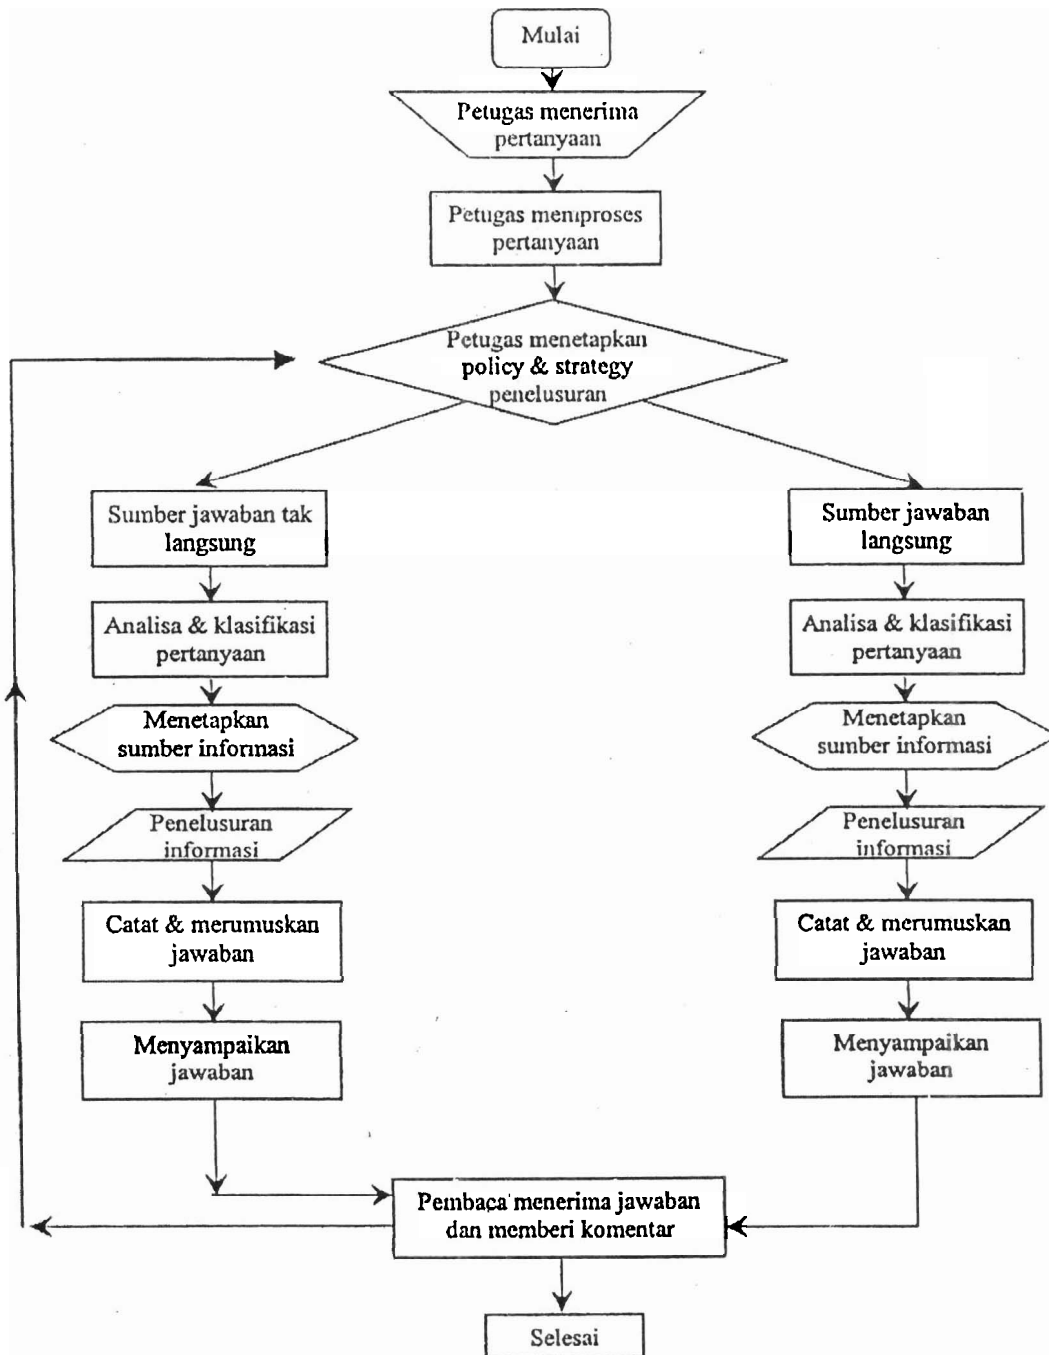 Mulai
Petugas menerima
pertanyaan
Petugas memproses
pertanyaan
Petugas menetapkan
policy & strategy
penelusuran
Sumber jawaban tak
langsung
Analisa & klasifikasi
pertanyaan
Menetapkan
sumber informasi
Penelusuran
informasi
Catat & merumuskan
jawaban
Menyampaikan
jawaban
Sumber jawaban
langsung
Analisa & klasifikasi
pertanyaan
Menetapkan
sumber informasi
Penelusuran
informasi
Catat & merumuskan
jawaban
Menyampaikan
jawaban
Pembaca menerima jawaban
dan memberi komentar
Selesai